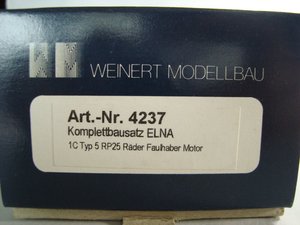 WEINERT MODELLBAU
Art.-Nr. 4237
Komplettbausatz ELNA
1C Typ 5 RP25 Räder Faulhaber Motor